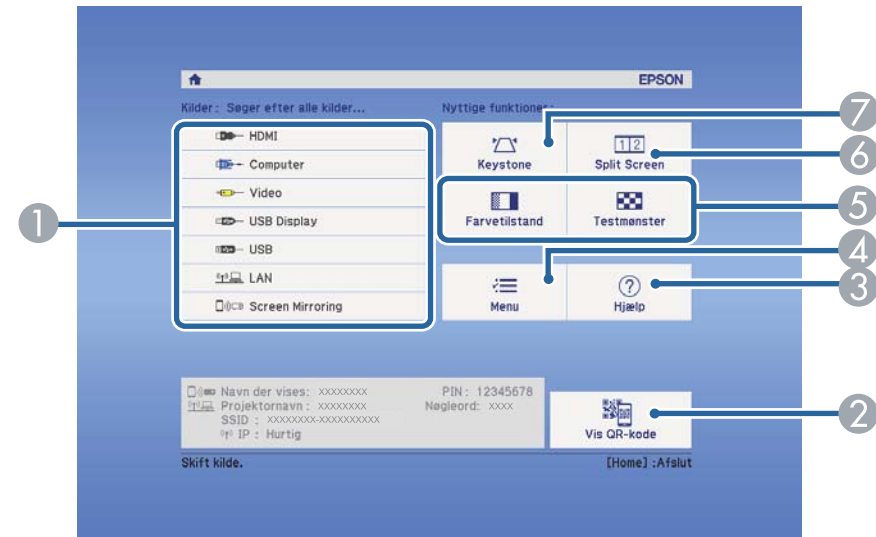 EPSON
Kilder : Søger efter alle kilder...
Nyttige funktioner :
HDMI
Computer
Video
USB Display
USB
LAN
Screen Mirroring
Keystone
Split Screen
Farvetilstand
Testmønster
Menu
Hjælp
Navn der vises: XXXXXXXX
Projektornavn : XXXXXXXX
SSID : XXXXXXXX-XXXXXXXXXX
IP : Hurtig
PIN : 12345678
Nøgleord: XXXX
Vis QR-kode
Skift kilde.
[Home] :Afslut
1
7
6
5
4
3
2